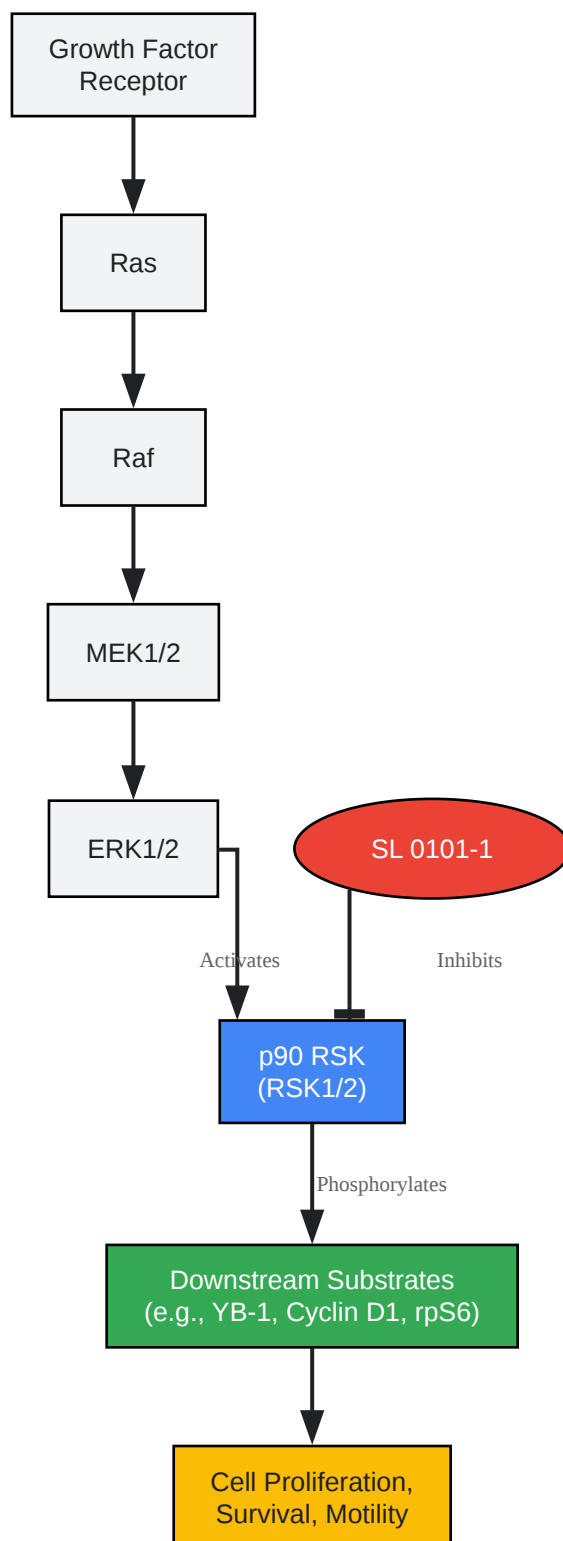 Growth Factor
Receptor
Ras
Raf
MEK1/2
ERK1/2
SL 0101-1
Activates
Inhibits
p90 RSK
(RSK1/2)
Phosphorylates
Downstream Substrates
(e.g., YB-1, Cyclin D1, rpS6)
Cell Proliferation,
Survival, Motility